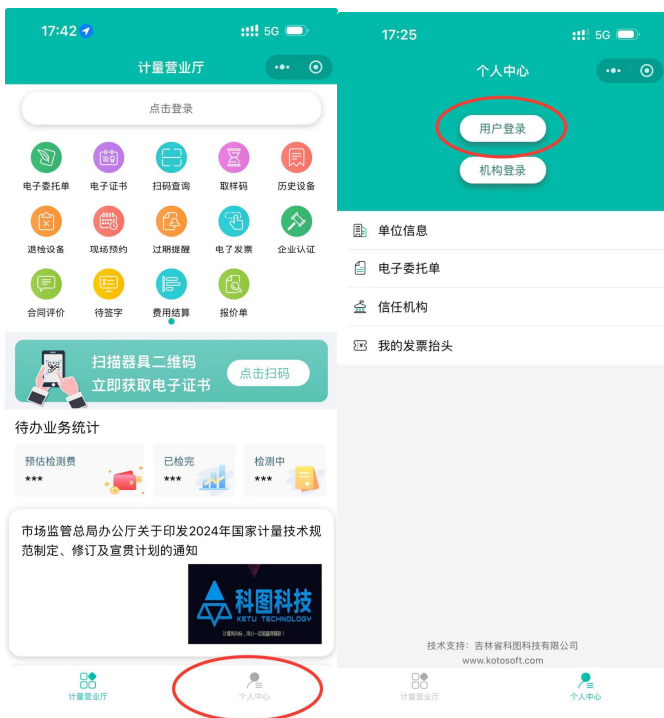 17:42
5G
计量营业厅
点击登录
电子委托单 电子证书 扫码查询 取样码 历史设备
退检设备 现场预约 过期提醒 电子发票 企业认证
合同评价 待签字 费用结算 报价单
扫描器具二维码
立即获取电子证书
点击扫码
待办业务统计
预估检测费 已检完 检测中
*** *** ***
市场监管总局办公厅关于印发2024年国家计量技术规
范制定、修订及宣贯计划的通知
科图科技
KETU TECHNOLOGY
计量营业厅 个人中心
17:25
5G
个人中心
用户登录
机构登录
单位信息
电子委托单
信任机构
我的发票抬头
技术支持：吉林省科图科技有限公司
www.kotosoft.com
计量营业厅 个人中心